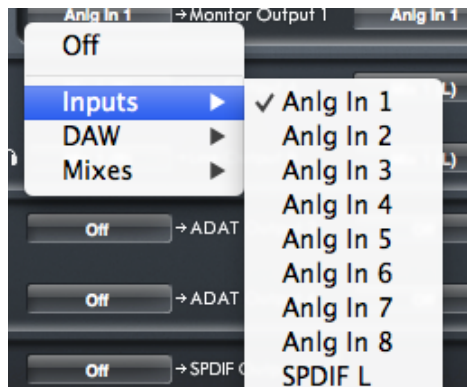 Anlg In 1 → Monitor Output 1 Anlg In 1
Off
Inputs
DAW
Mixes
✓ Anlg In 1
Anlg In 2
Anlg In 3
Anlg In 4
Anlg In 5
Anlg In 6
Anlg In 7
Anlg In 8
SPDIF L
Off → ADAT
Off → ADAT
Off → SPDIF